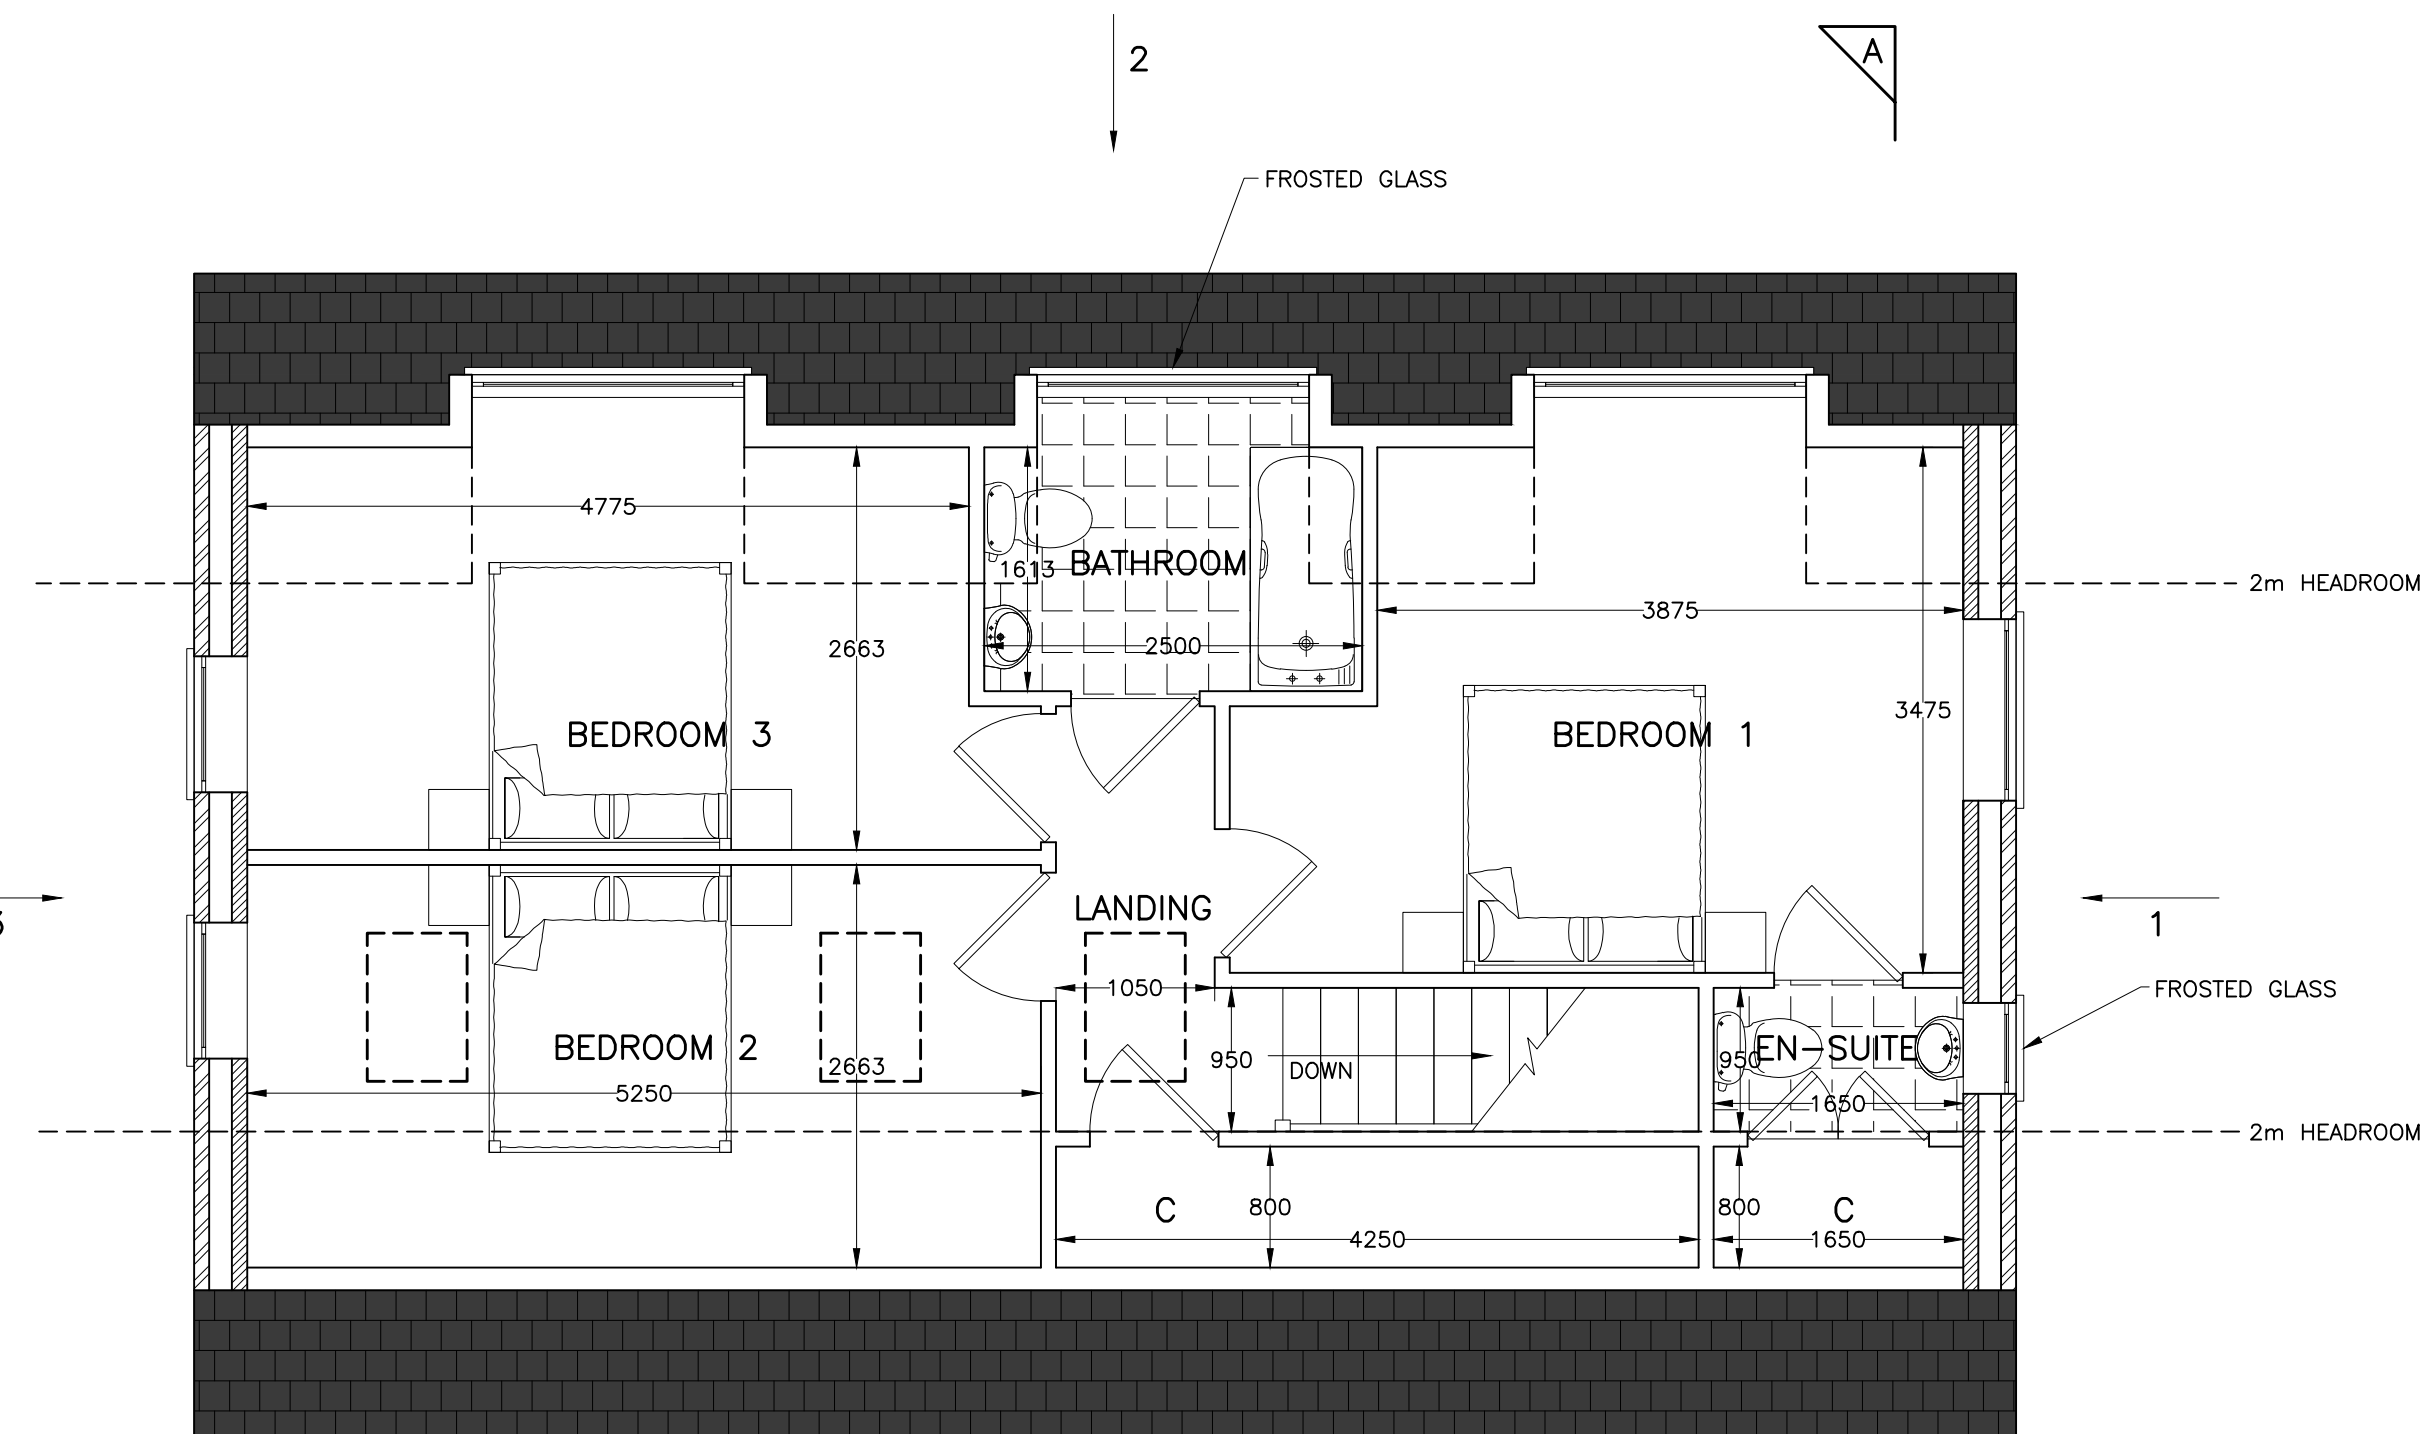 2
A
FROSTED GLASS
4775
1613
BATHROOM
2m HEADROOM
3875
2663
2500
BEDROOM 3
BEDROOM 1
3475
3
LANDING
1
1050
FROSTED GLASS
BEDROOM 2
2663
950
DOWN
950
EN-SUITE
5250
1650
2m HEADROOM
C
800
800
C
4250
1650